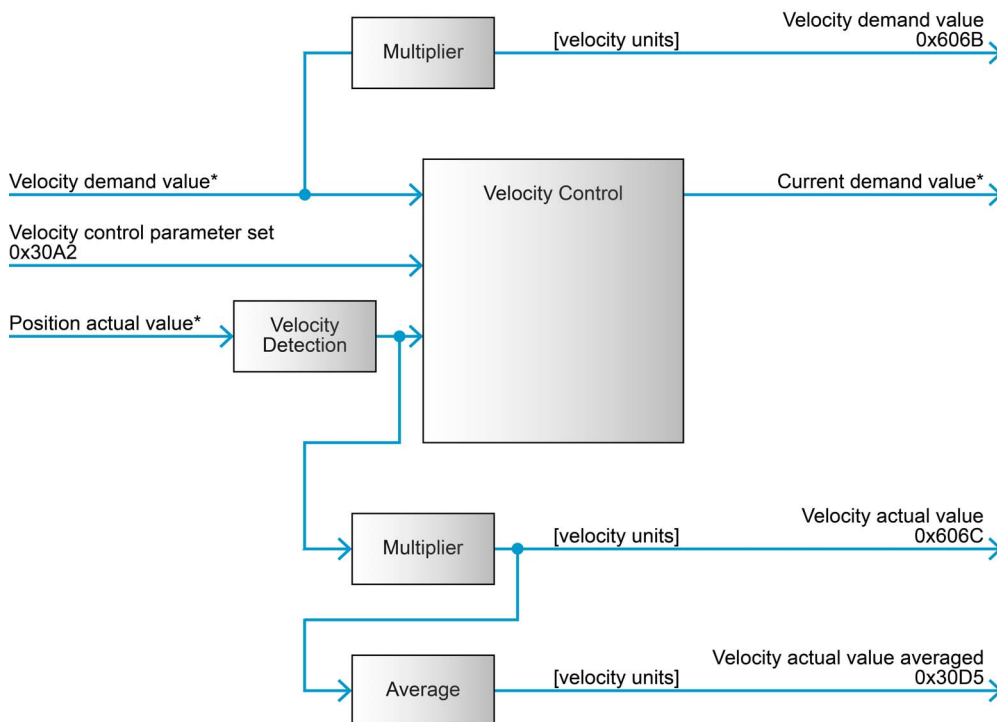 Velocity demand value
0x606B
Multiplier
[velocity units]
Velocity demand value*
Velocity Control
Current demand value*
Velocity control parameter set
0x30A2
Position actual value*
Velocity
Detection
Velocity actual value
0x606C
Multiplier
[velocity units]
Velocity actual value averaged
0x30D5
Average
[velocity units]